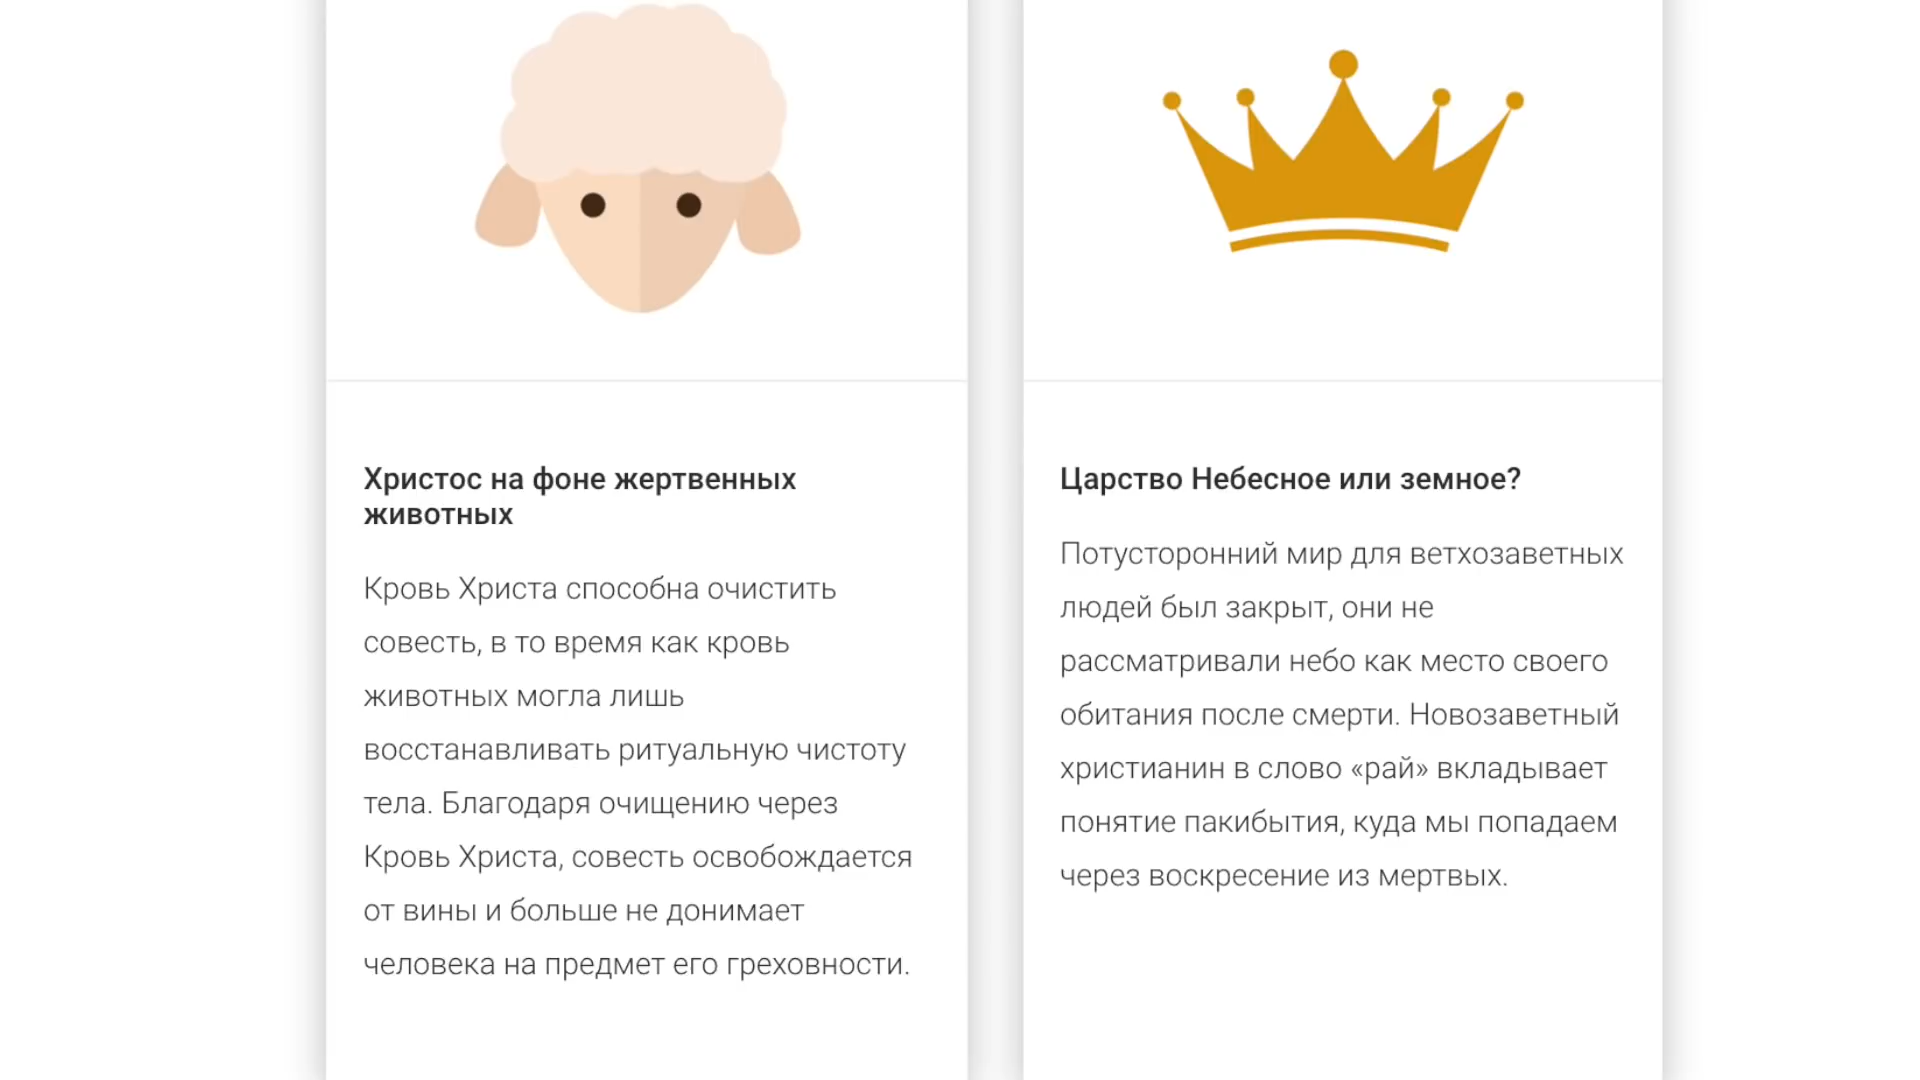 Христос на фоне жертвенных
животных
Кровь Христа способна очистить
совесть, в то время как кровь
животных могла лишь
восстанавливать ритуальную чистоту
тела. Благодаря очищению через
Кровь Христа, совесть освобождается
от вины и больше не донимает
человека на предмет его греховности.
Царство Небесное или земное?
Потусторонний мир для ветхозаветных
людей был закрыт, они не
рассматривали небо как место своего
обитания после смерти. Новозаветный
христианин в слово «рай» вкладывает
понятие пакибытия, куда мы попадаем
через воскресение из мертвых.